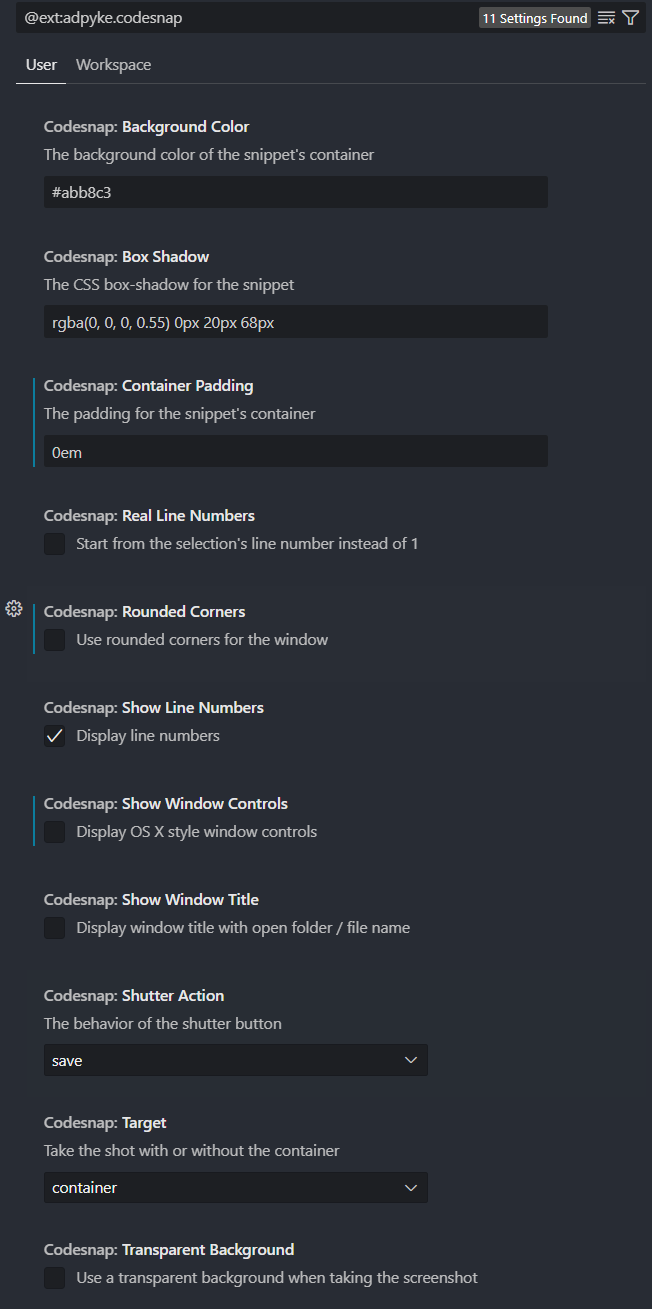 @ext:adpyke.codesnap
11 Settings Found
User Workspace
Codesnap: Background Color
The background color of the snippet's container
#abb8c3
Codesnap: Box Shadow
The CSS box-shadow for the snippet
rgba(0, 0, 0, 0.55) 0px 20px 68px
Codesnap: Container Padding
The padding for the snippet's container
0em
Codesnap: Real Line Numbers
Start from the selection's line number instead of 1
Codesnap: Rounded Corners
Use rounded corners for the window
Codesnap: Show Line Numbers
Display line numbers
Codesnap: Show Window Controls
Display OS X style window controls
Codesnap: Show Window Title
Display window title with open folder / file name
Codesnap: Shutter Action
The behavior of the shutter button
save
Codesnap: Target
Take the shot with or without the container
container
Codesnap: Transparent Background
Use a transparent background when taking the screenshot